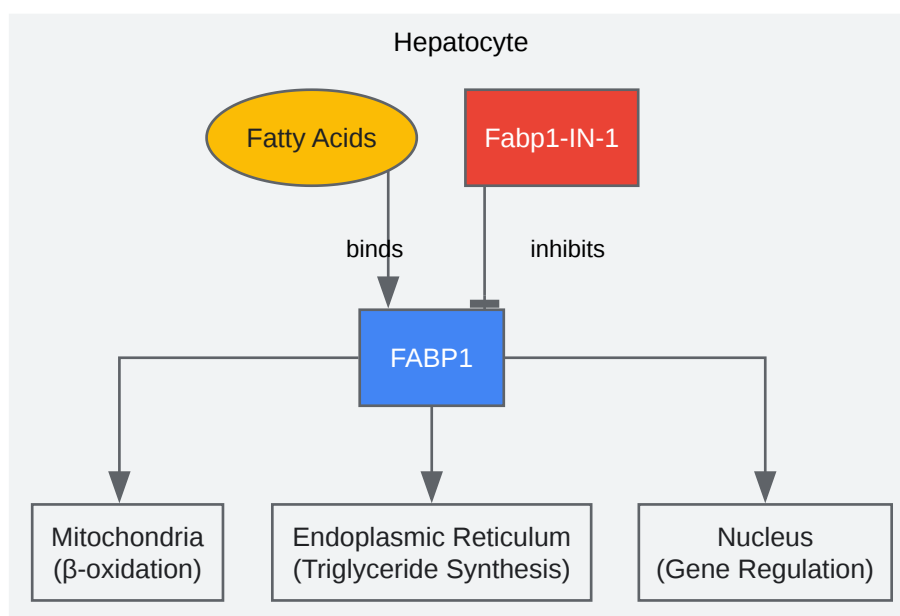 Hepatocyte
Fatty Acids
Fabp1-IN-1
binds
inhibits
FABP1
Mitochondria
(β-oxidation)
Endoplasmic Reticulum
(Triglyceride Synthesis)
Nucleus
(Gene Regulation)